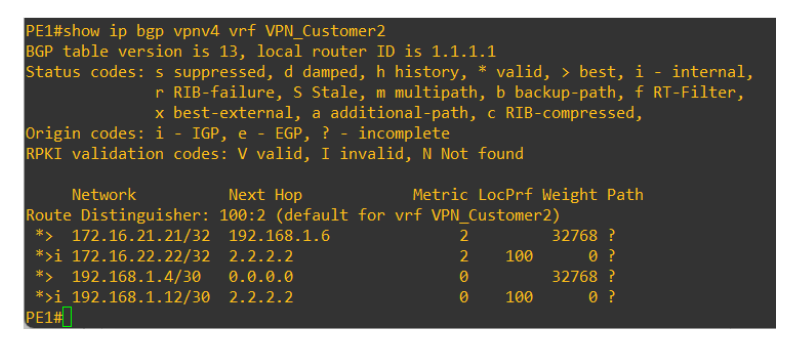 PE1#show ip bgp vpnv4 vrf VPN_Customer2
BGP table version is 13, local router ID is 1.1.1.1
Status codes: s suppressed, d damped, h history, * valid, > best, i - internal,
              r RIB-failure, S Stale, m multipath, b backup-path, f RT-Filter,
              x best-external, a additional-path, c RIB-compressed,
Origin codes: i - IGP, e - EGP, ? - incomplete
RPKI validation codes: V valid, I invalid, N Not found

     Network          Next Hop            Metric LocPrf Weight Path
Route Distinguisher: 100:2 (default for vrf VPN_Customer2)
 *>  172.16.21.21/32  192.168.1.6              2         32768 ?
 *>i 172.16.22.22/32  2.2.2.2                  2    100      0 ?
 *>  192.168.1.4/30   0.0.0.0                  0         32768 ?
 *>i 192.168.1.12/30  2.2.2.2                  0    100      0 ?
PE1#